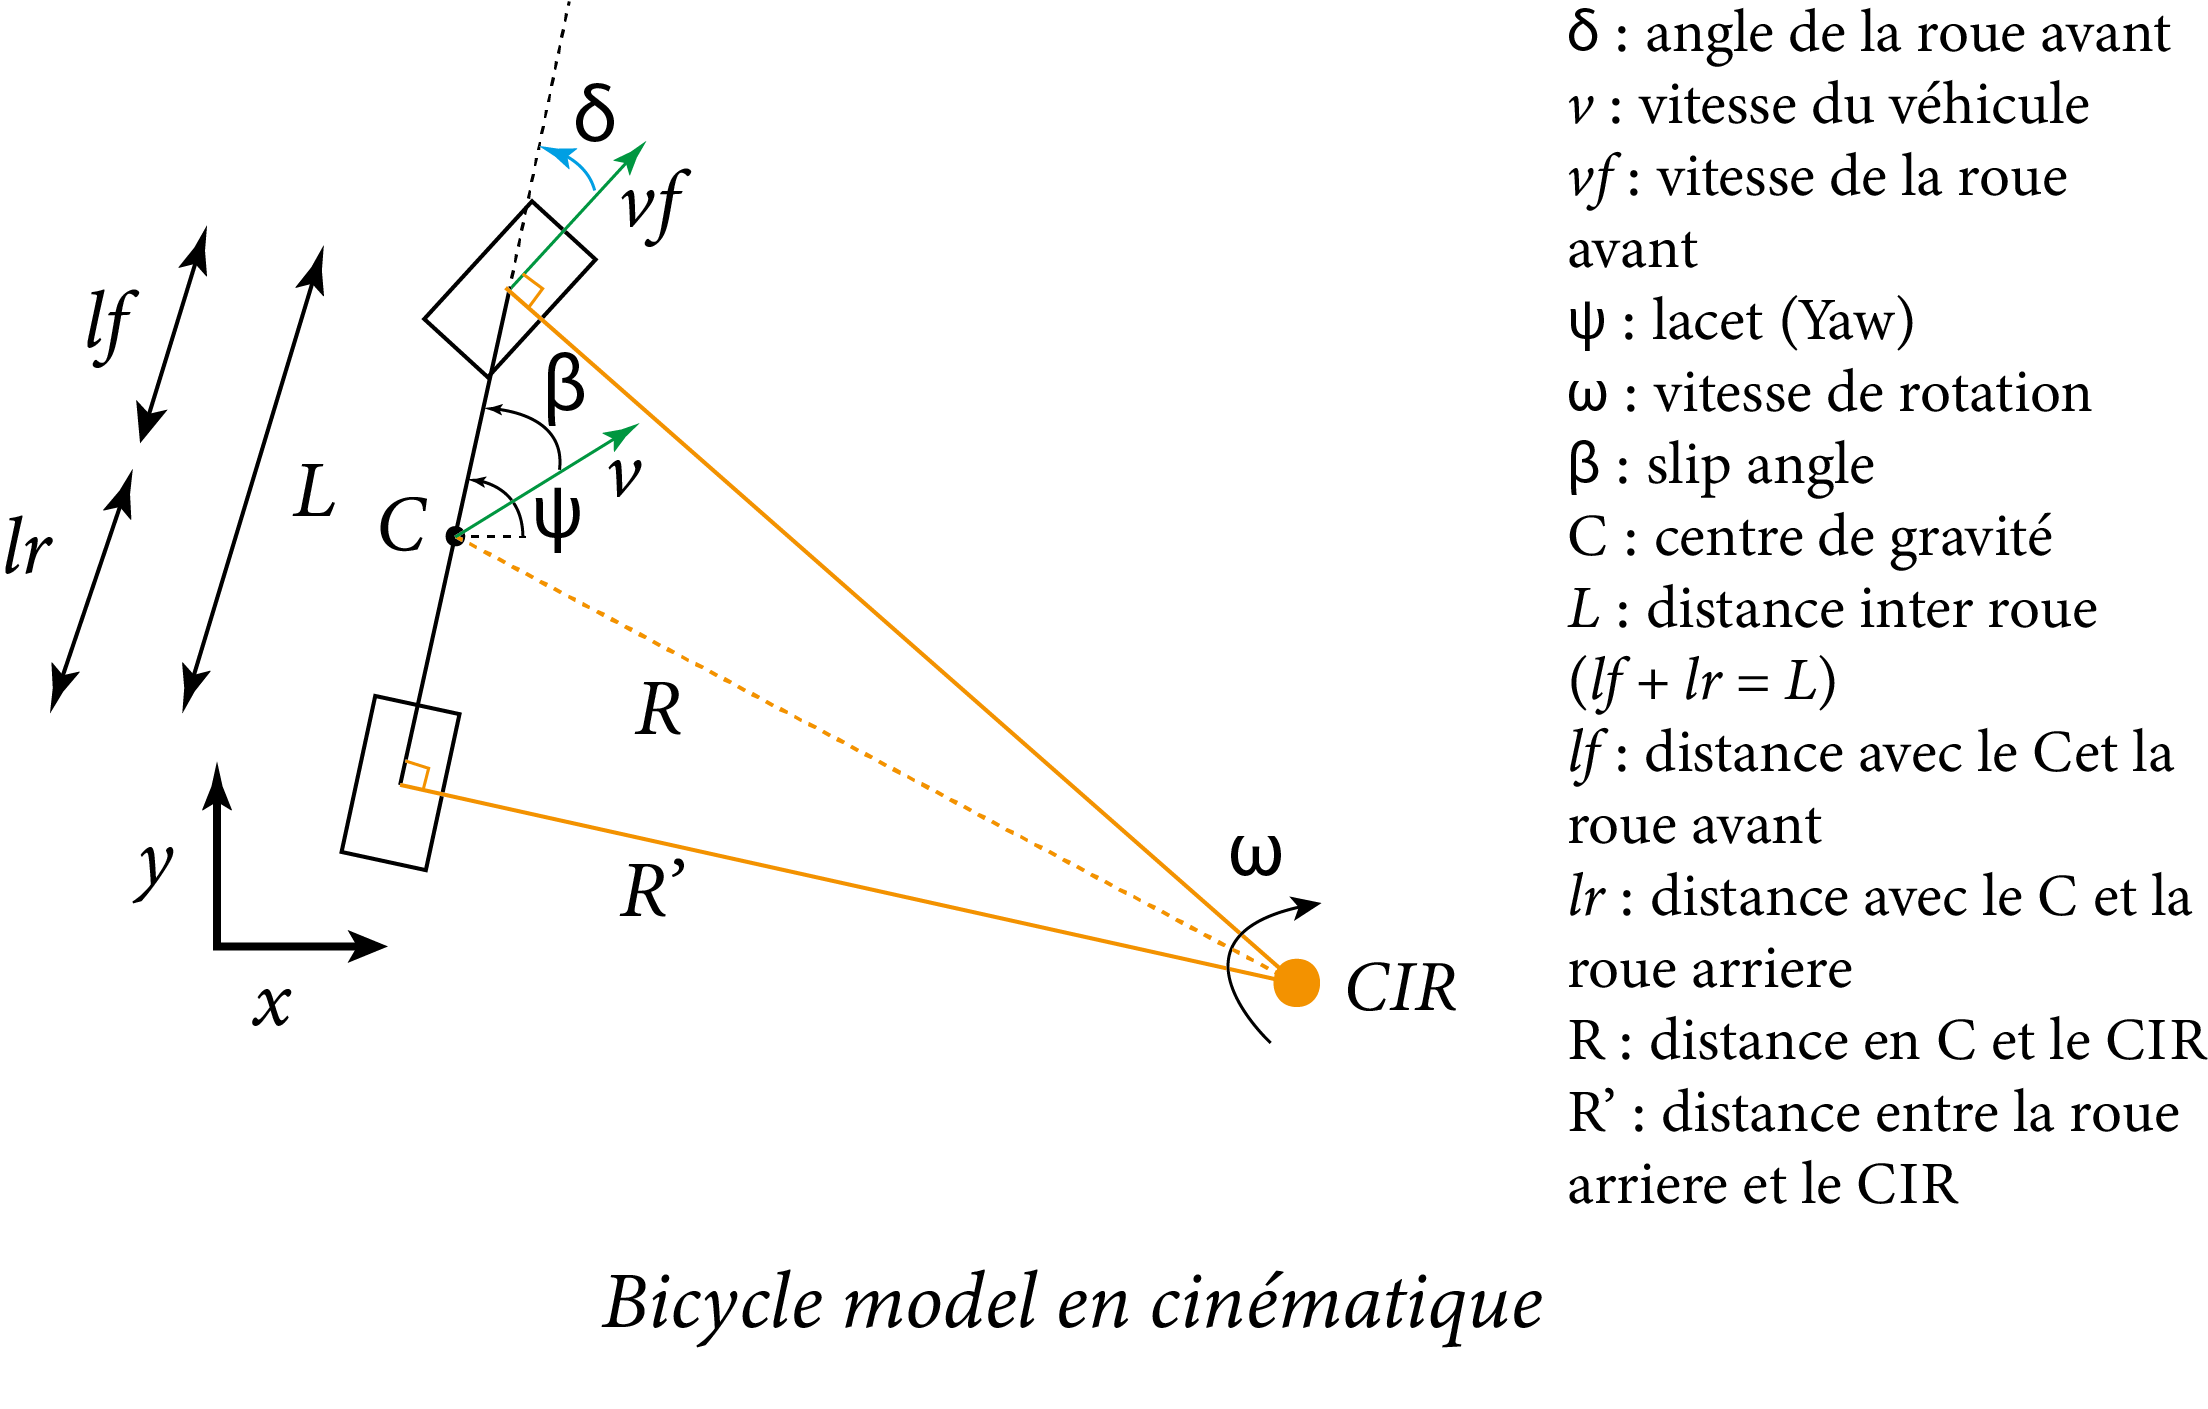 δ
vf
lf
β
L
v
C
ψ
lr
R
y
R’
ω
x
CIR
δ : angle de la roue avant
v : vitesse du véhicule
vf : vitesse de la roue
avant
ψ : lacet (Yaw)
ω : vitesse de rotation
β : slip angle
C : centre de gravité
L : distance inter roue
(lf + lr = L)
lf : distance avec le Cet la
roue avant
lr : distance avec le C et la
roue arriere
R : distance en C et le CIR
R’ : distance entre la roue
arriere et le CIR
Bicycle model en cinématique